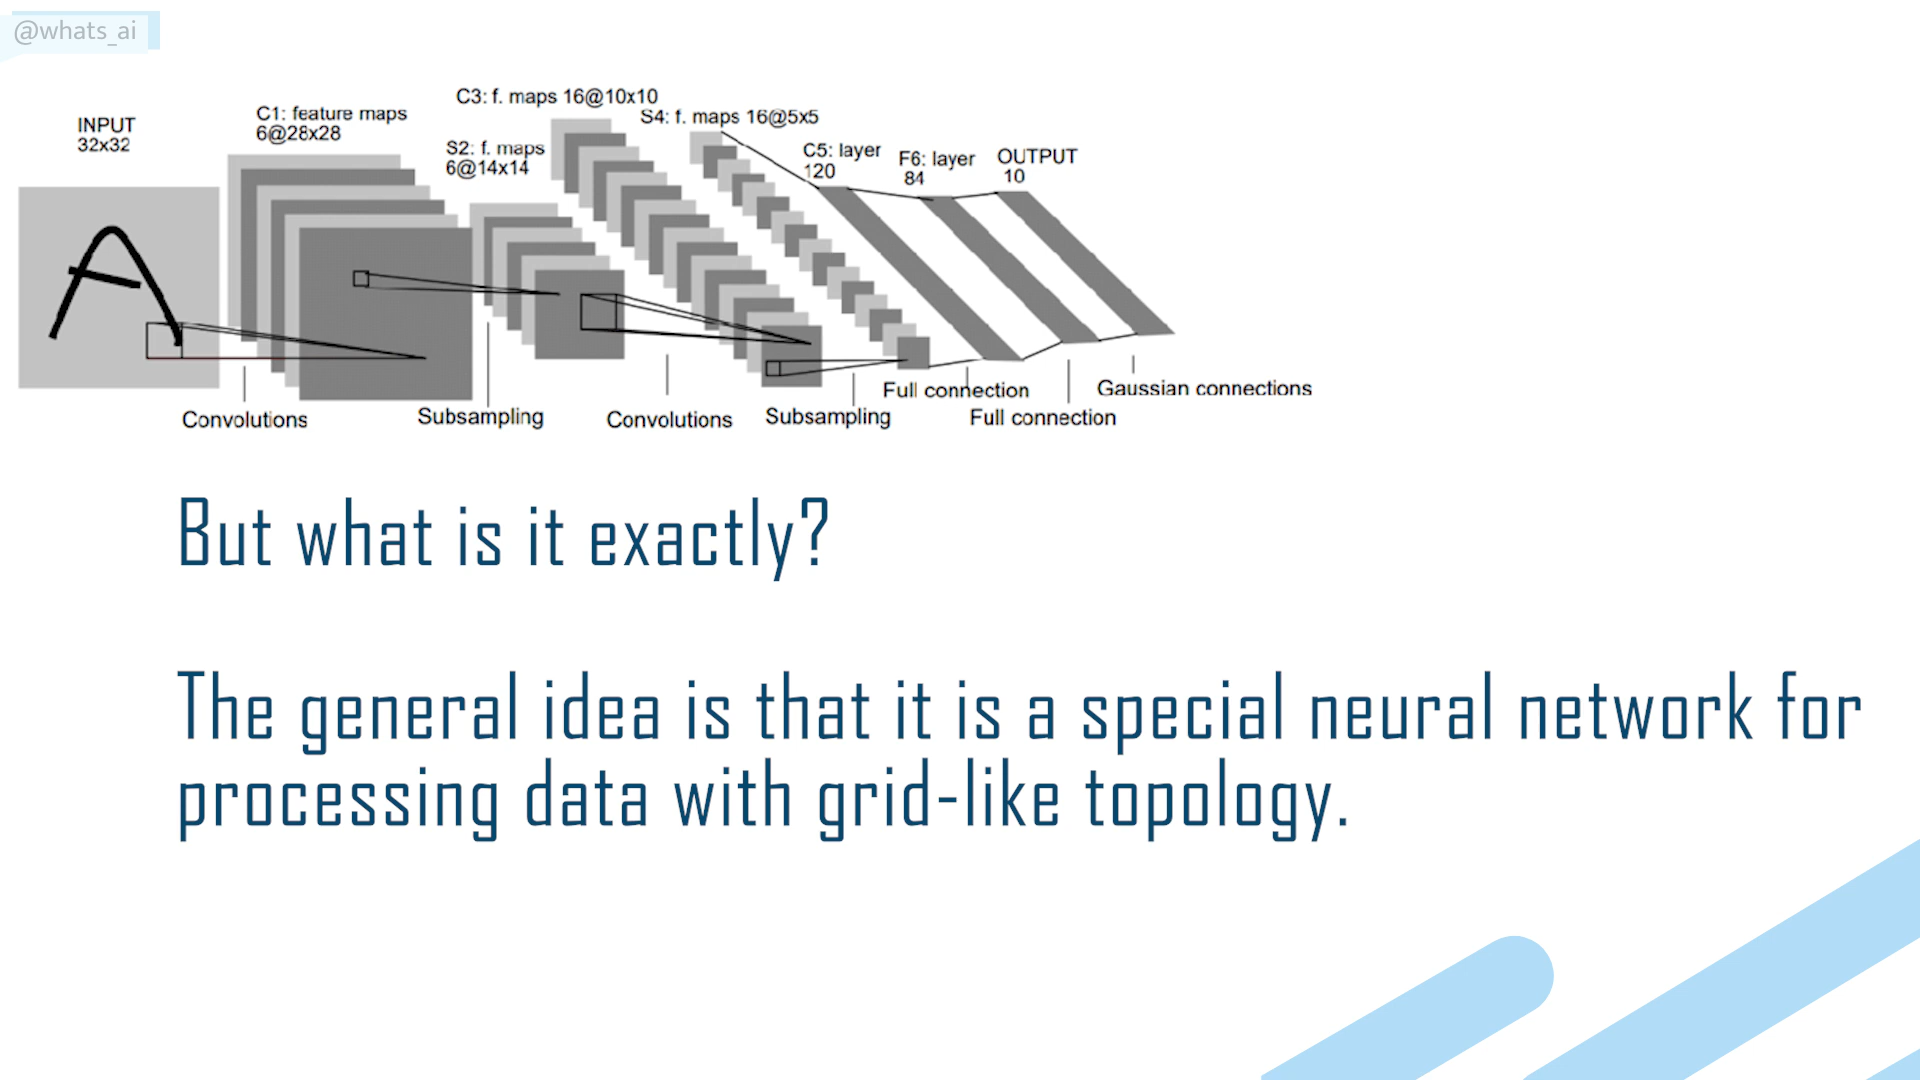 @whats_ai
INPUT
32x32
C1: feature maps
6@28x28
S2: f. maps
6@14x14
C3: f. maps 16@10x10
S4: f. maps 16@5x5
C5: layer
120
F6: layer
84
OUTPUT
10
Convolutions
Subsampling
Convolutions
Subsampling
Full connection
Full connection
Gaussian connections
But what is it exactly?
The general idea is that it is a special neural network for
processing data with grid-like topology.